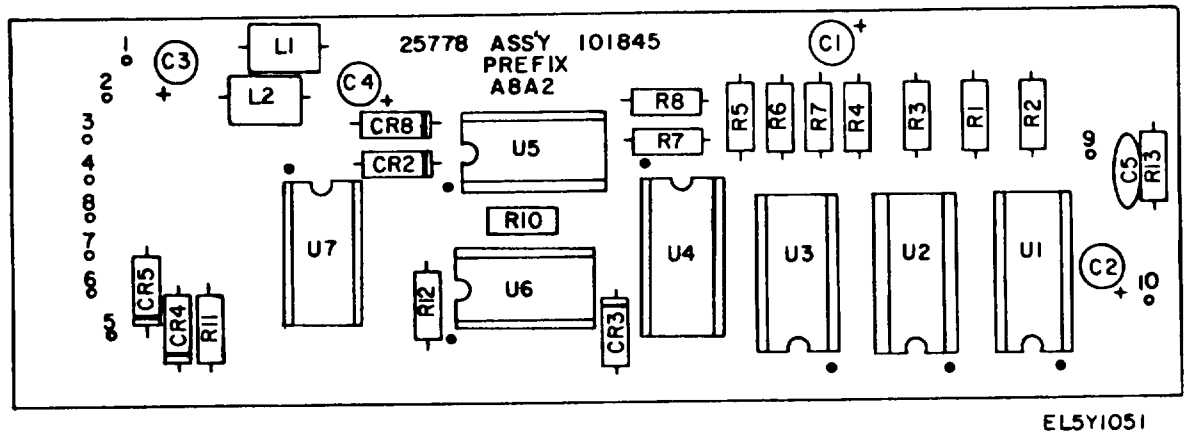 25778 ASS'Y 101845
PREFIX
A8A2
1
2
3
4
8
7
6
5
C3
L1
L2
C4
CR8
CR2
U5
R8
R7
C1
R5
R6
R7
R4
R3
R1
R2
9
C5
R13
U7
R10
U6
R12
CR3
U4
U3
U2
U1
C2
10
CR5
CR4
R11
EL5Y1051